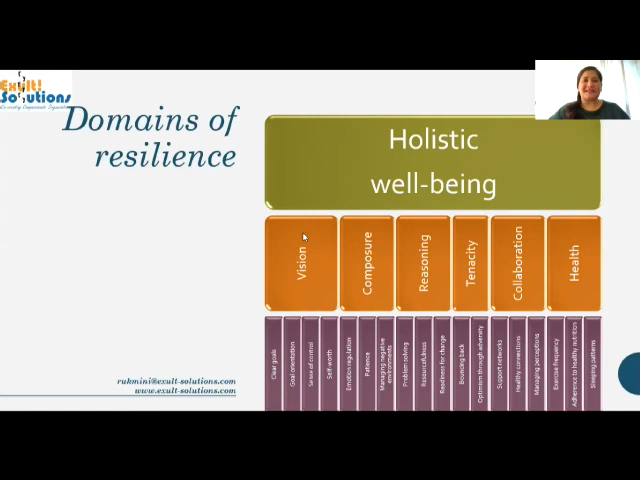 Exult!
Solutions
Domains of
resilience
Holistic
well-being
Vision
Composure
Reasoning
Tenacity
Collaboration
Health
Clear goals
Goal orientation
Sense of control
Self-worth
Emotion regulation
Patience
Managing negative
environments
Problem solving
Resourcefulness
Readiness for change
Bouncing back
Optimism through adversity
Support networks
Healthy connections
Managing perceptions
Exercise frequency
Adherence to healthy nutrition
Sleeping patterns
rukmini@exult-solutions.com
www.exult-solutions.com